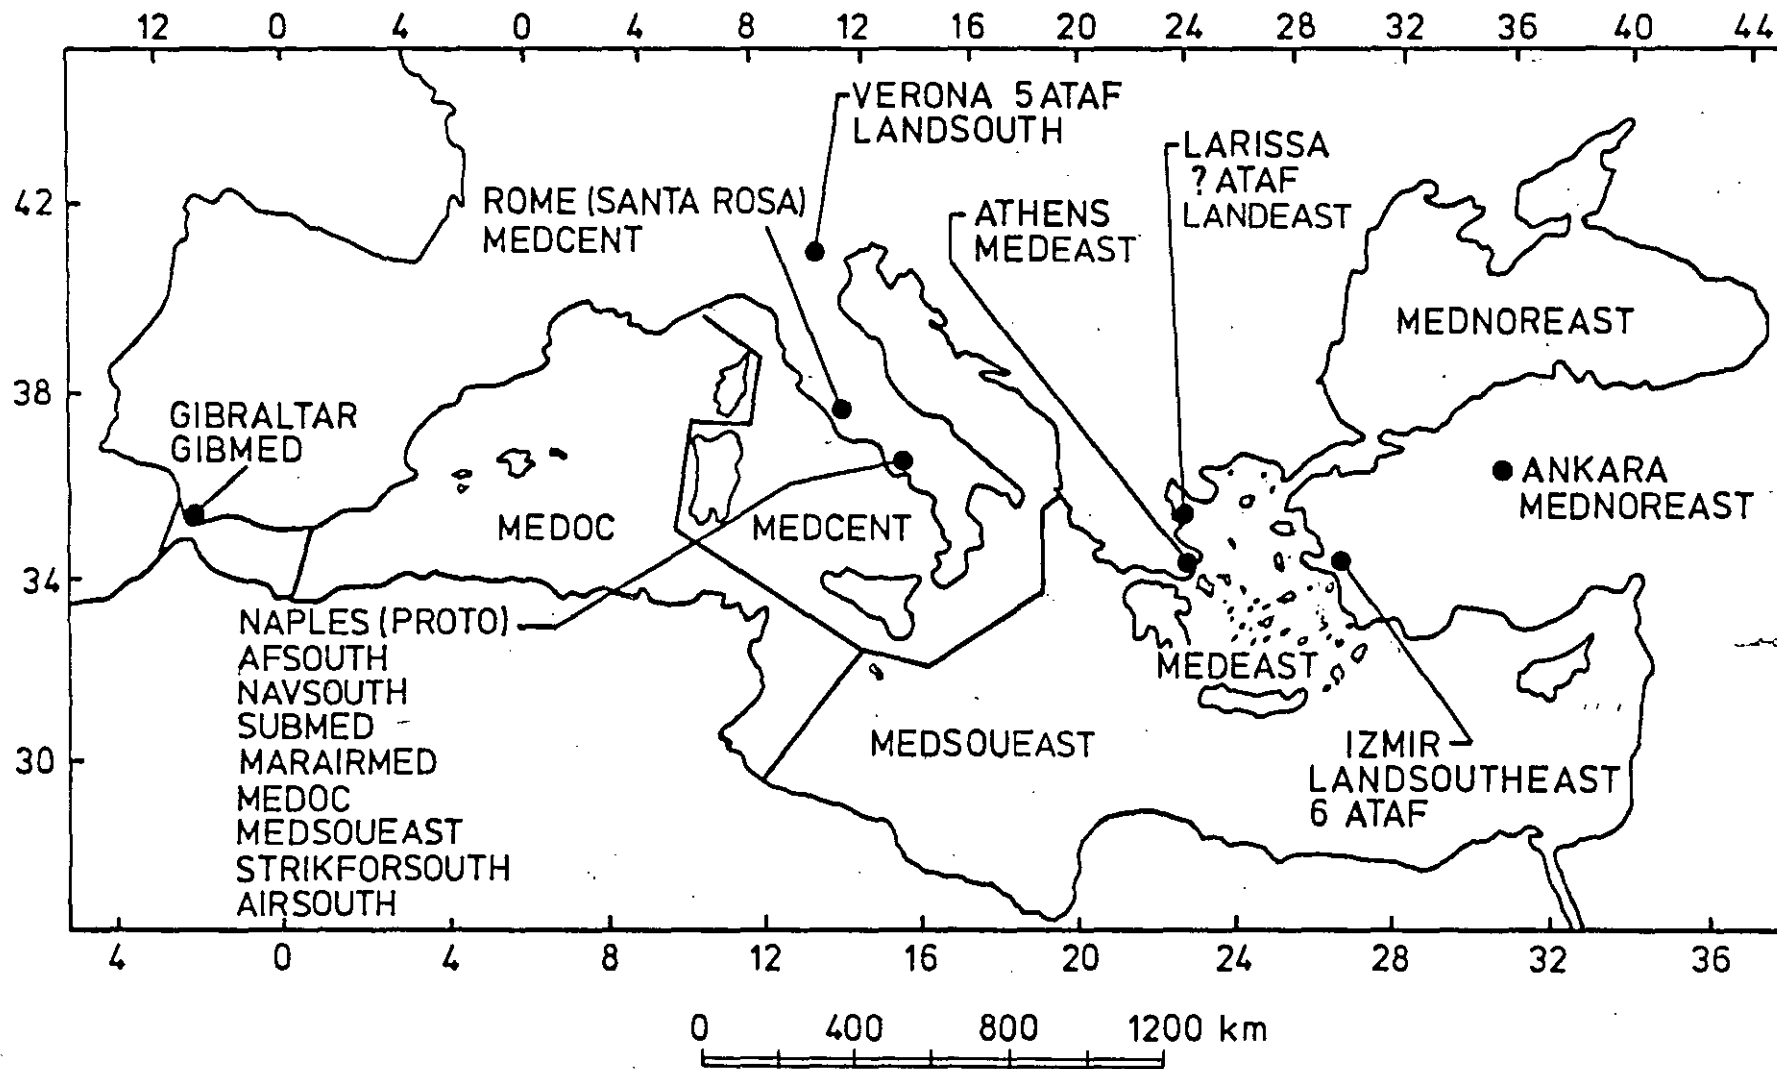 12 0 4 0 4 8 12 16 20 24 28 32 36 40 44
VERONA 5 ATAF
LANDSOUTH
LARISSA
? ATAF
LANDEAST
ROME (SANTA ROSA)
MEDCENT
ATHENS
MEDEAST
42
38
34
30
MEDNOREAST
GIBRALTAR
GIBMED
ANKARA
MEDNOREAST
MEDOC
MEDCENT
NAPLES (PROTO)
AFSOUTH
NAVSOUTH
SUBMED
MARAIRMED
MEDOC
MEDSOUEAST
STRIKFORSOUTH
AIRSOUTH
MEDEAST
MEDSOUEAST
IZMIR
LANDSOUTHEAST
6 ATAF
4 0 4 8 12 16 20 24 28 32 36
0 400 800 1200 km